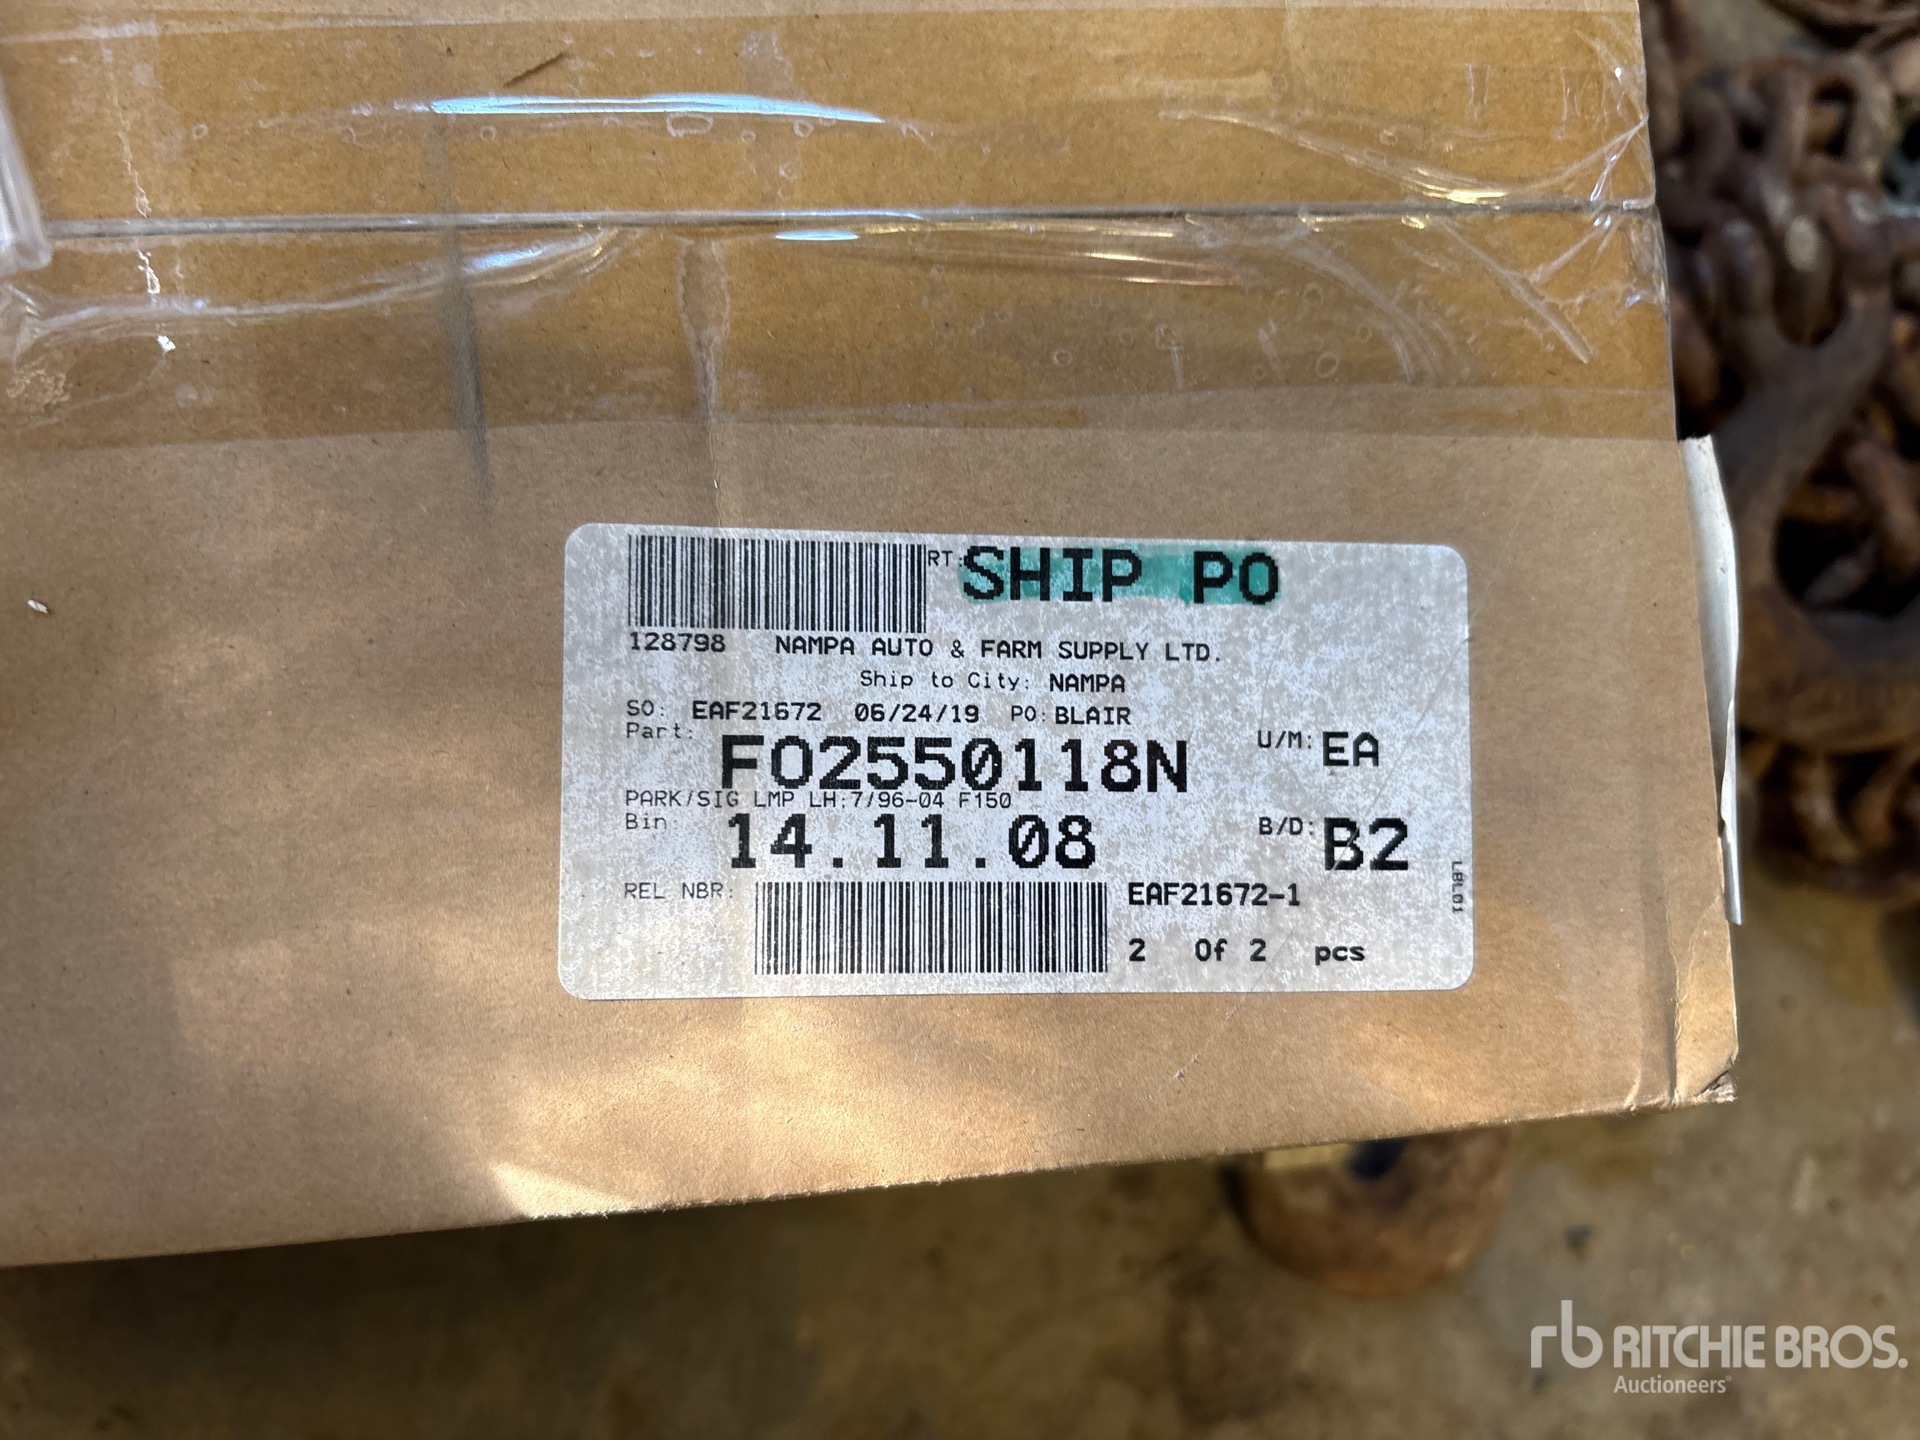 RT: SHIP PO
128798 NAMPA AUTO & FARM SUPPLY LTD.
Ship to City: NAMPA
SO: EAF21672 06/24/19 PO: BLAIR
Part: FO2550118N U/M: EA
PARK/SIG LMP LH:7/96-04 F150
Bin: 14.11.08 B/D: B2
REL NBR: EAF21672-1
2 Of 2 pcs
LBL01
rb RITCHIE BROS.
Auctioneers